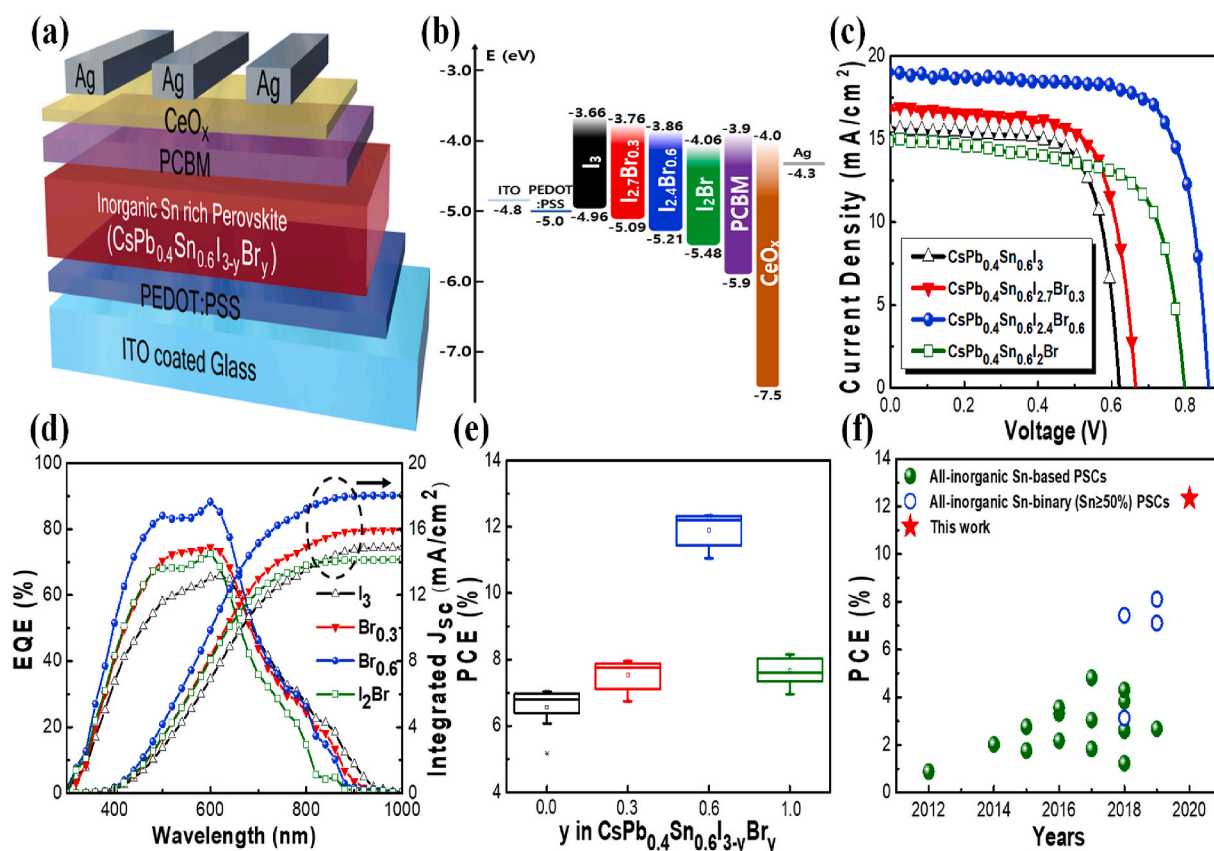 (a)
Ag
Ag
Ag
CeOₓ
PCBM
Inorganic Sn rich Perovskite
(CsPb₀.₄Sn₀.₆I₃₋yBry)
PEDOT:PSS
ITO coated Glass
(b)
E (eV)
-3.0
-4.0
-5.0
-6.0
-7.0
ITO
-4.8
PEDOT
:PSS
-5.0
-3.66
I₃
-4.96
-3.76
I₂.₇Br₀.₃
-5.09
-3.86
I₂.₄Br₀.₆
-5.21
-4.06
I₂Br
-5.48
-3.9
PCBM
-5.9
-4.0
CeOₓ
-7.5
Ag
-4.3
(c)
Current Density (mA/cm²)
20
15
10
5
0
CsPb₀.₄Sn₀.₆I₃
CsPb₀.₄Sn₀.₆I₂.₇Br₀.₃
CsPb₀.₄Sn₀.₆I₂.₄Br₀.₆
CsPb₀.₄Sn₀.₆I₂Br
0.0 0.2 0.4 0.6 0.8
Voltage (V)
(d)
EQE (%)
100
80
60
40
20
0
I₃
Br₀.₃
Br₀.₆
I₂Br
20
16
12
8
4
0
Integrated JSC (mA/cm²)
400 600 800 1000
Wavelength (nm)
(e)
PCE (%)
14
12
10
8
6
4
0.0 0.3 0.6 1.0
y in CsPb₀.₄Sn₀.₆I₃₋yBry
(f)
PCE (%)
14
12
10
8
6
4
2
0
All-inorganic Sn-based PSCs
All-inorganic Sn-binary (Sn≥50%) PSCs
This work
2012 2014 2016 2018 2020
Years